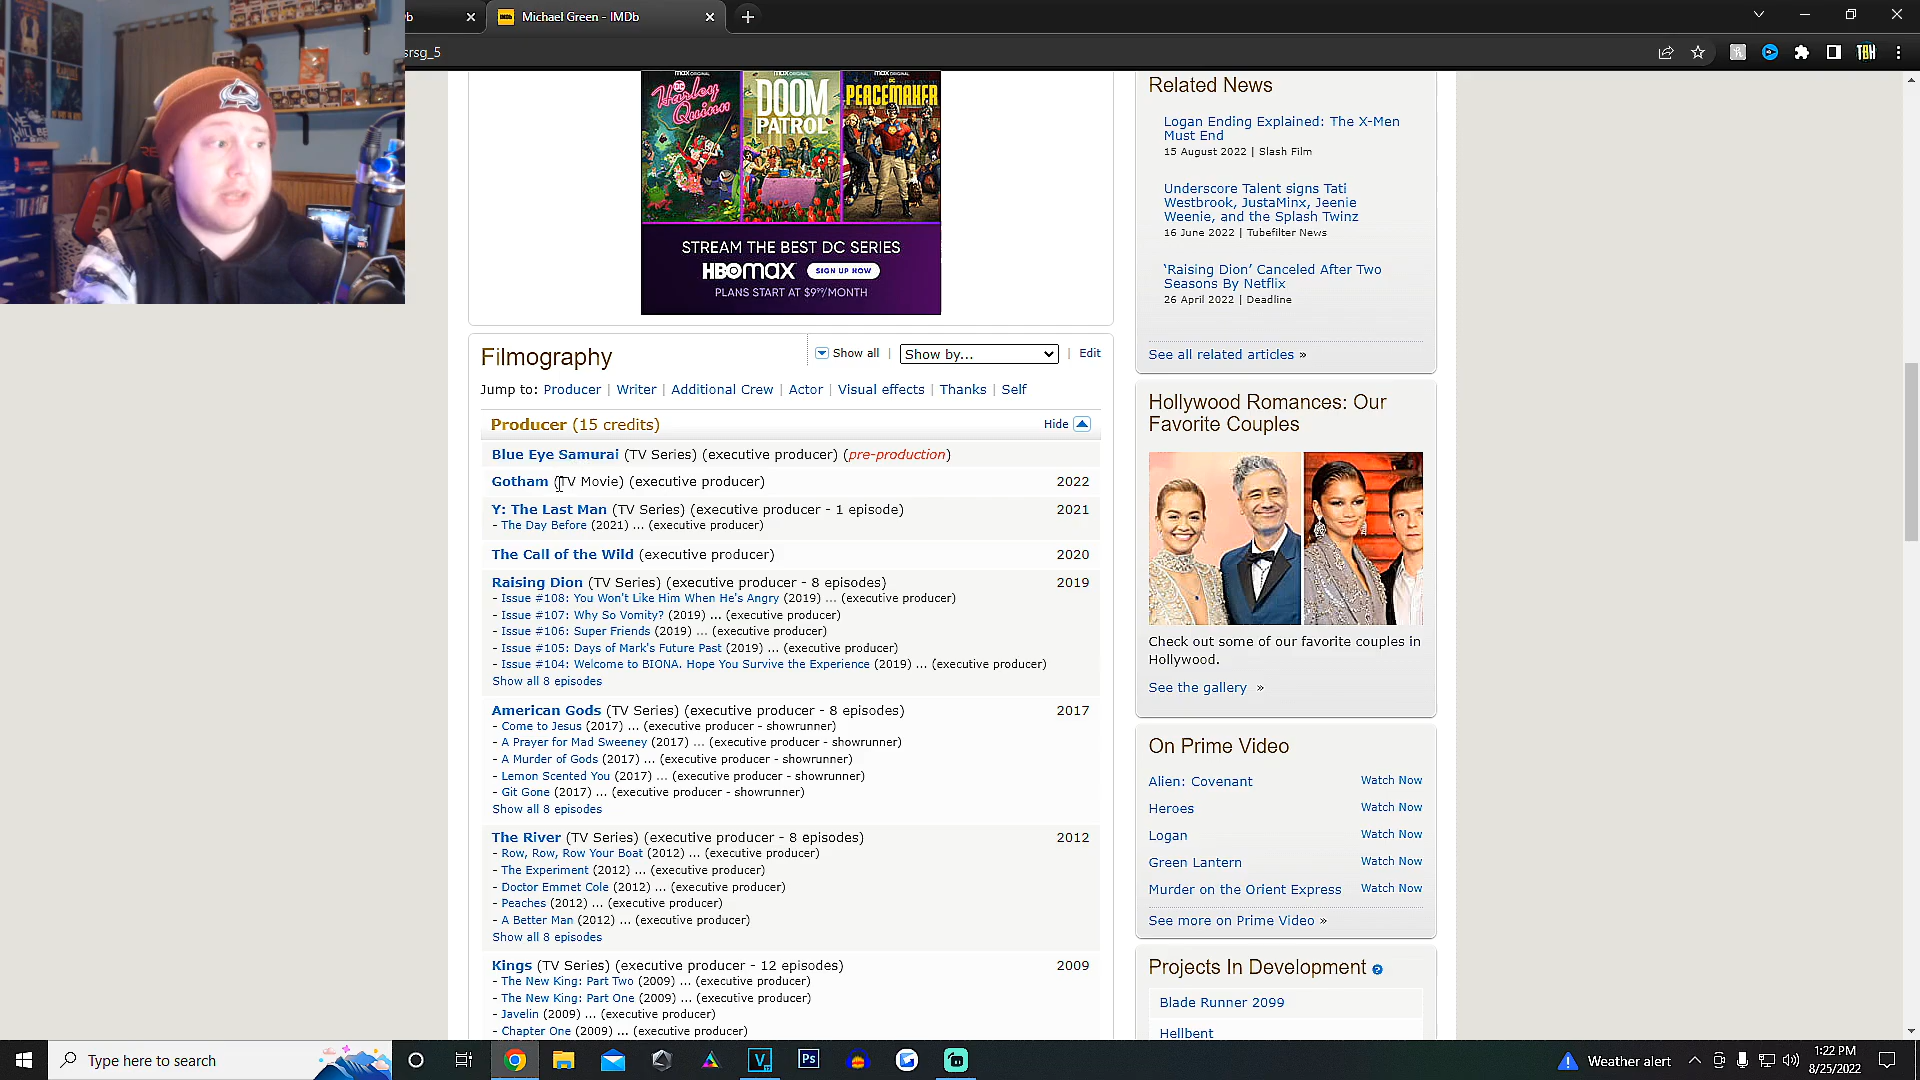 Michael Green - IMDb
srsg_5
max ORIGINAL
Harley Quinn
max ORIGINAL
DOOM PATROL
max ORIGINAL
PEACEMAKER
STREAM THE BEST DC SERIES
HBOmax SIGN UP NOW
PLANS START AT $9.99/MONTH
Filmography
Show all | Show by... | Edit
Jump to: Producer | Writer | Additional Crew | Actor | Visual effects | Thanks | Self
Producer (15 credits) Hide
Blue Eye Samurai (TV Series) (executive producer) (pre-production)
Gotham (TV Movie) (executive producer) 2022
Y: The Last Man (TV Series) (executive producer - 1 episode) 2021
- The Day Before (2021) ... (executive producer)
The Call of the Wild (executive producer) 2020
Raising Dion (TV Series) (executive producer - 8 episodes) 2019
- Issue #108: You Won't Like Him When He's Angry (2019) ... (executive producer)
- Issue #107: Why So Vomity? (2019) ... (executive producer)
- Issue #106: Super Friends (2019) ... (executive producer)
- Issue #105: Days of Mark's Future Past (2019) ... (executive producer)
- Issue #104: Welcome to BIONA. Hope You Survive the Experience (2019) ... (executive producer)
Show all 8 episodes
American Gods (TV Series) (executive producer - 8 episodes) 2017
- Come to Jesus (2017) ... (executive producer - showrunner)
- A Prayer for Mad Sweeney (2017) ... (executive producer - showrunner)
- A Murder of Gods (2017) ... (executive producer - showrunner)
- Lemon Scented You (2017) ... (executive producer - showrunner)
- Git Gone (2017) ... (executive producer - showrunner)
Show all 8 episodes
The River (TV Series) (executive producer - 8 episodes) 2012
- Row, Row, Row Your Boat (2012) ... (executive producer)
- The Experiment (2012) ... (executive producer)
- Doctor Emmet Cole (2012) ... (executive producer)
- Peaches (2012) ... (executive producer)
- A Better Man (2012) ... (executive producer)
Show all 8 episodes
Kings (TV Series) (executive producer - 12 episodes) 2009
- The New King: Part Two (2009) ... (executive producer)
- The New King: Part One (2009) ... (executive producer)
- Javelin (2009) ... (executive producer)
- Chapter One (2009) ... (executive producer)
Related News
Logan Ending Explained: The X-Men
Must End
15 August 2022 | Slash Film
Underscore Talent signs Tati
Westbrook, JustaMinx, Jeenie
Weenie, and the Splash Twinz
16 June 2022 | Tubefilter News
‘Raising Dion’ Canceled After Two
Seasons By Netflix
26 April 2022 | Deadline
See all related articles »
Hollywood Romances: Our
Favorite Couples
Check out some of our favorite couples in
Hollywood.
See the gallery »
On Prime Video
Alien: Covenant Watch Now
Heroes Watch Now
Logan Watch Now
Green Lantern Watch Now
Murder on the Orient Express Watch Now
See more on Prime Video »
Projects In Development
Blade Runner 2099
Hellbent
Type here to search
Ps
Weather alert
1:22 PM
8/25/2022